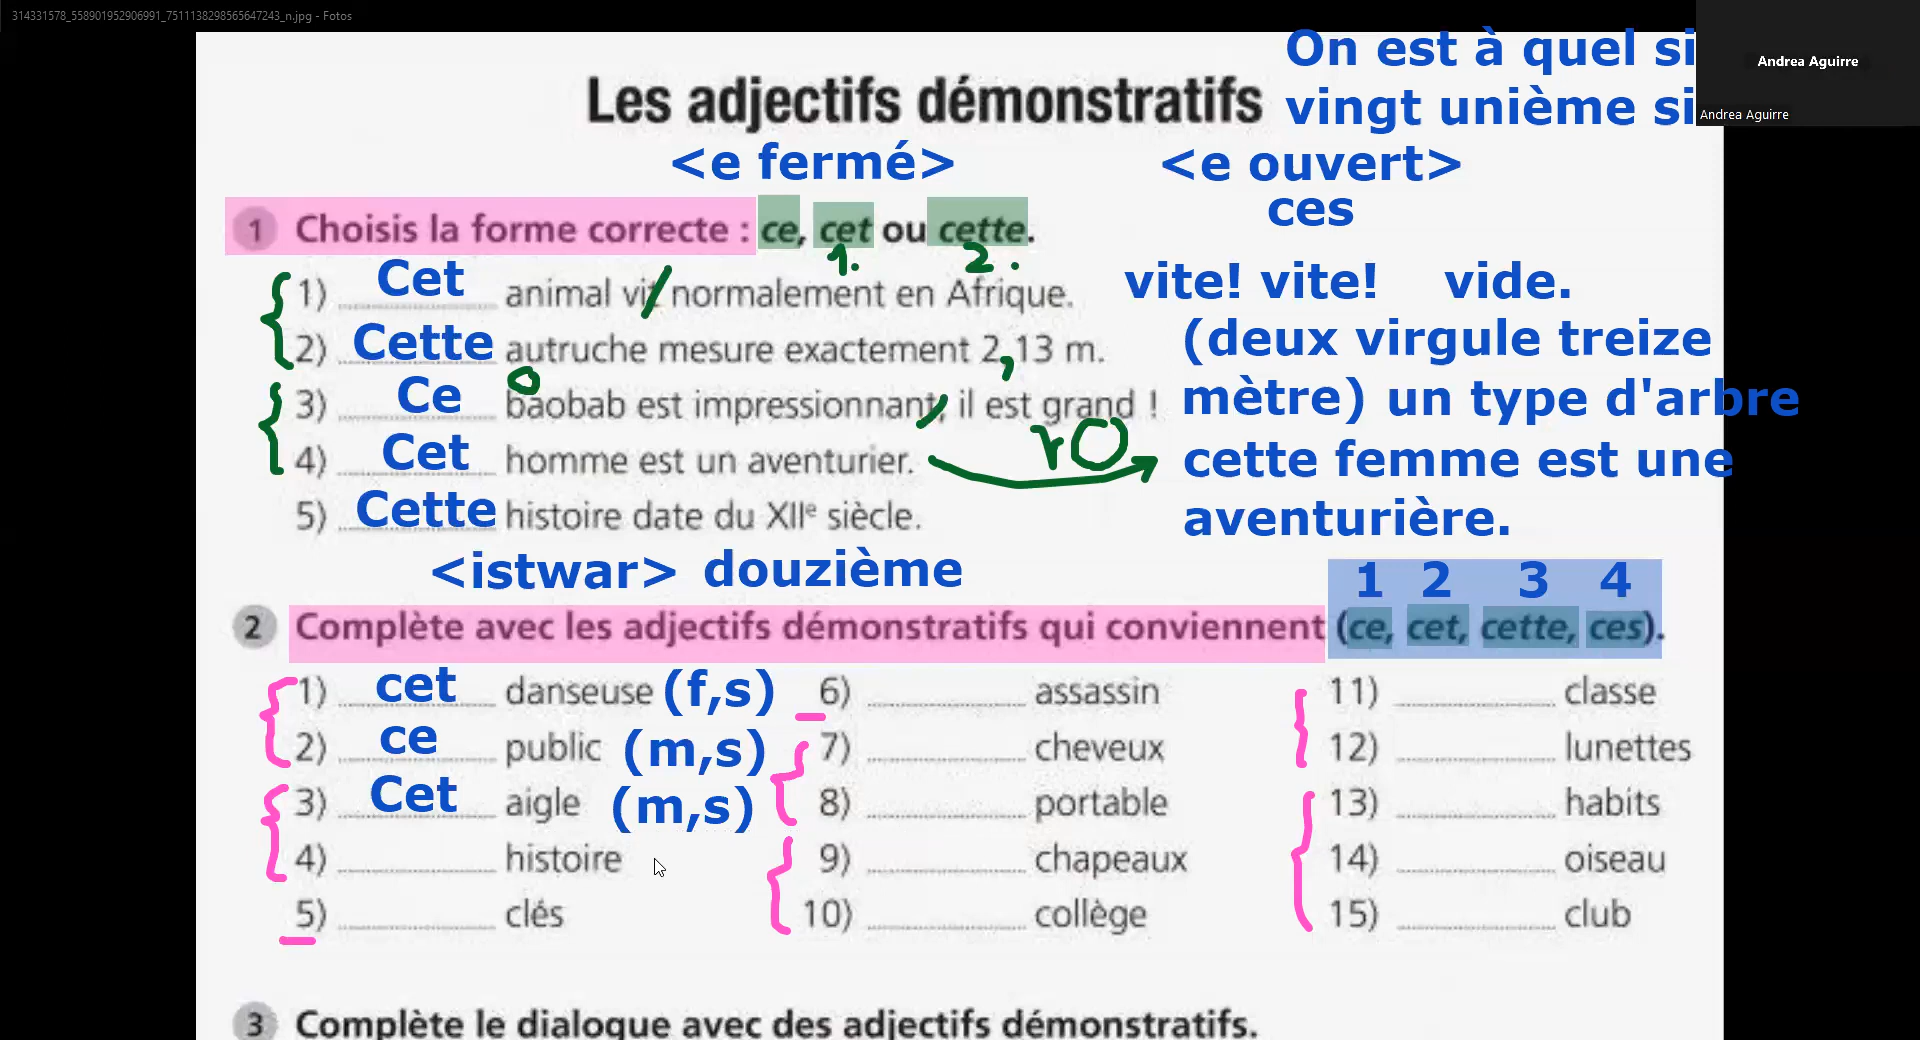 314331578_558901952906991_7511138298565647243_n.jpg - Fotos
On est à quel si
Andrea Aguirre
Les adjectifs démonstratifs
vingt unième si
Andrea Aguirre
<e fermé> <e ouvert>
ces
1 Choisis la forme correcte : ce, cet ou cette.
1. 2.
1) Cet animal vit normalement en Afrique. vite! vite! vide.
2) Cette autruche mesure exactement 2,13 m. (deux virgule treize
3) Ce baobab est impressionnant, il est grand ! mètre) un type d'arbre
4) Cet homme est un aventurier. cette femme est une
5) Cette histoire date du XIIe siècle. aventurière.
<istwar> douzième
1 2 3 4
2 Complète avec les adjectifs démonstratifs qui conviennent (ce, cet, cette, ces).
1) cet danseuse (f,s) 6) assassin 11) classe
2) ce public (m,s) 7) cheveux 12) lunettes
3) Cet aigle (m,s) 8) portable 13) habits
4) histoire 9) chapeaux 14) oiseau
5) clés 10) collège 15) club
3 Complète le dialogue avec des adjectifs démonstratifs.